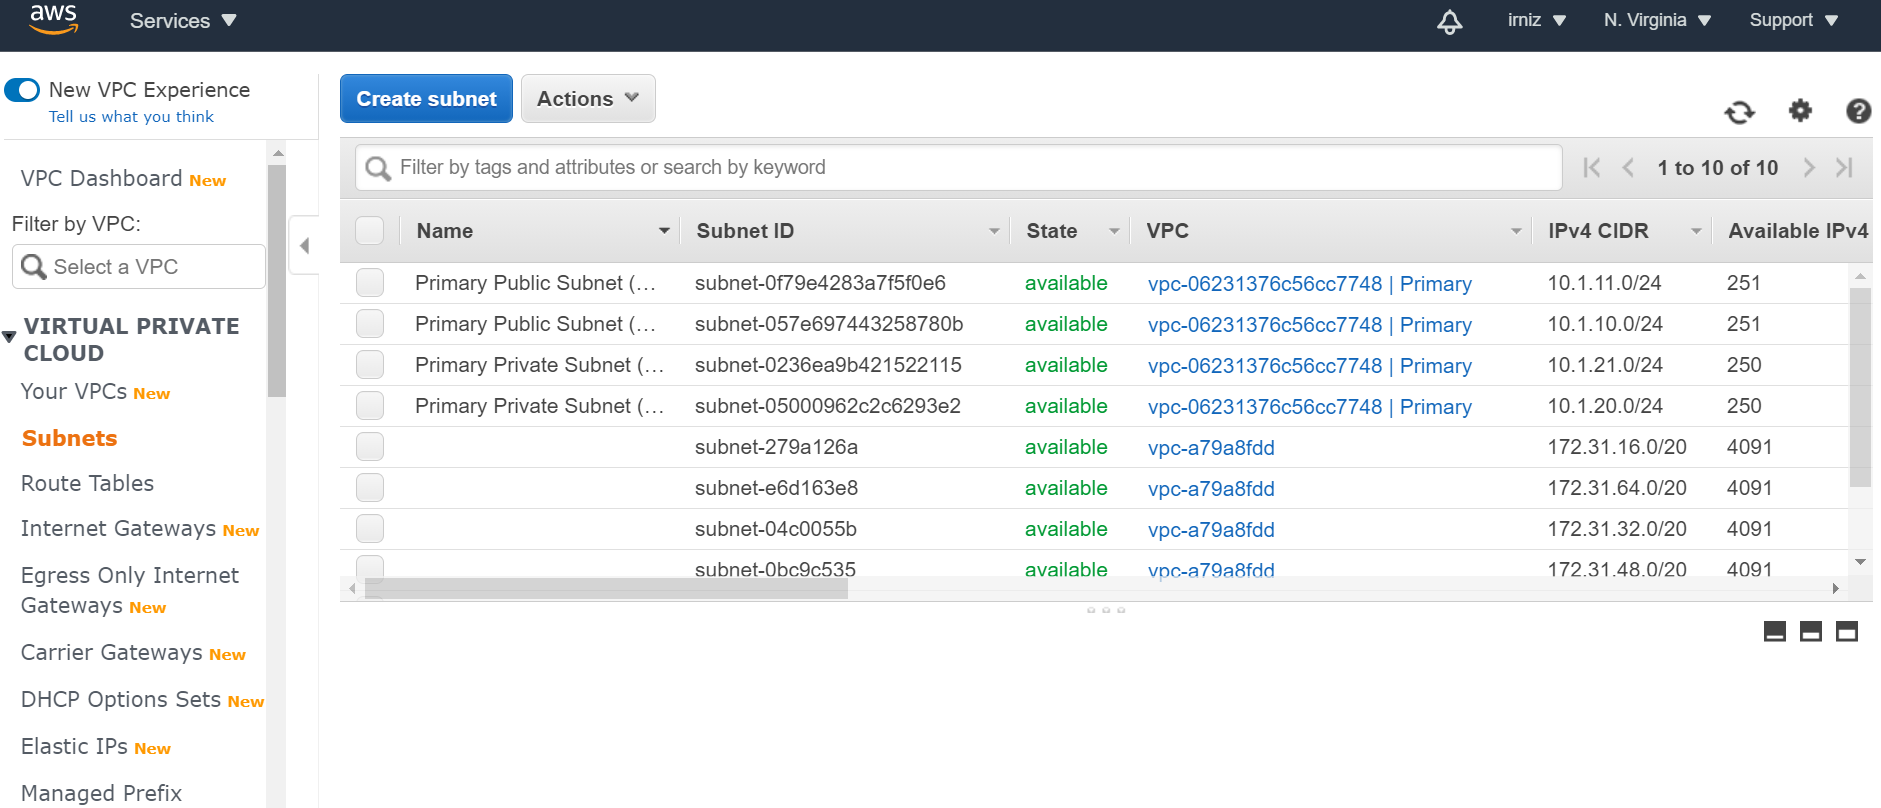 aws
Services
irniz
N. Virginia
Support
New VPC Experience
Tell us what you think
VPC Dashboard New
Filter by VPC:
Select a VPC
VIRTUAL PRIVATE
CLOUD
Your VPCs New
Subnets
Route Tables
Internet Gateways New
Egress Only Internet
Gateways New
Carrier Gateways New
DHCP Options Sets New
Elastic IPs New
Managed Prefix
Create subnet
Actions
Filter by tags and attributes or search by keyword
1 to 10 of 10
Name Subnet ID State VPC IPv4 CIDR Available IPv4
Primary Public Subnet (... subnet-0f79e4283a7f5f0e6 available vpc-06231376c56cc7748 | Primary 10.1.11.0/24 251
Primary Public Subnet (... subnet-057e697443258780b available vpc-06231376c56cc7748 | Primary 10.1.10.0/24 251
Primary Private Subnet (... subnet-0236ea9b421522115 available vpc-06231376c56cc7748 | Primary 10.1.21.0/24 250
Primary Private Subnet (... subnet-05000962c2c6293e2 available vpc-06231376c56cc7748 | Primary 10.1.20.0/24 250
subnet-279a126a available vpc-a79a8fdd 172.31.16.0/20 4091
subnet-e6d163e8 available vpc-a79a8fdd 172.31.64.0/20 4091
subnet-04c0055b available vpc-a79a8fdd 172.31.32.0/20 4091
subnet-0bc9c535 available vpc-a79a8fdd 172.31.48.0/20 4091